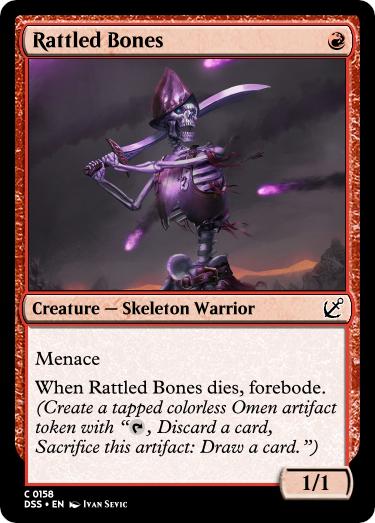 Rattled Bones
Creature — Skeleton Warrior
Menace
When Rattled Bones dies, forebode.
(Create a tapped colorless Omen artifact
token with “, Discard a card,
Sacrifice this artifact: Draw a card.”)
1/1
C 0158
DSS • EN Ivan Sevic